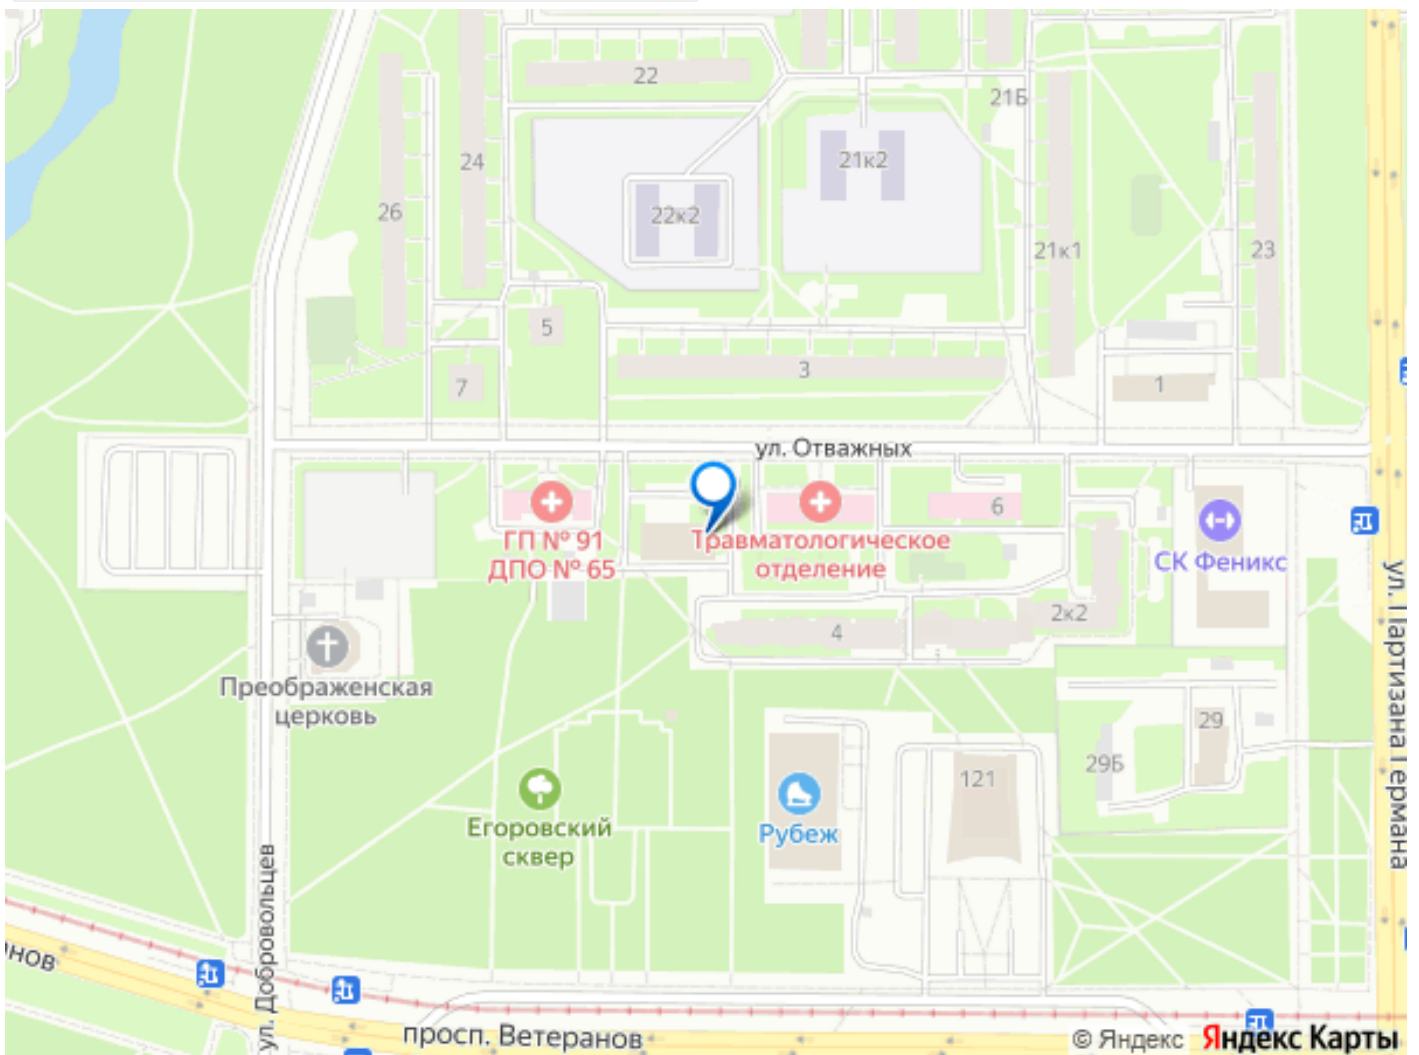 22
21Б
24
21к2
26
22к2
21к1
23
5
3
7
1
ул. Отважных
6
ГП № 91
ДПО № 65
Травматологическое
отделение
СК Феникс
ул. Партизана Германа
2к2
4
Преображенская
церковь
29
29Б
121
Рубеж
Егоровский
сквер
ул. Добровольцев
нов
просп. Ветеранов
© Яндекс Яндекс Карты